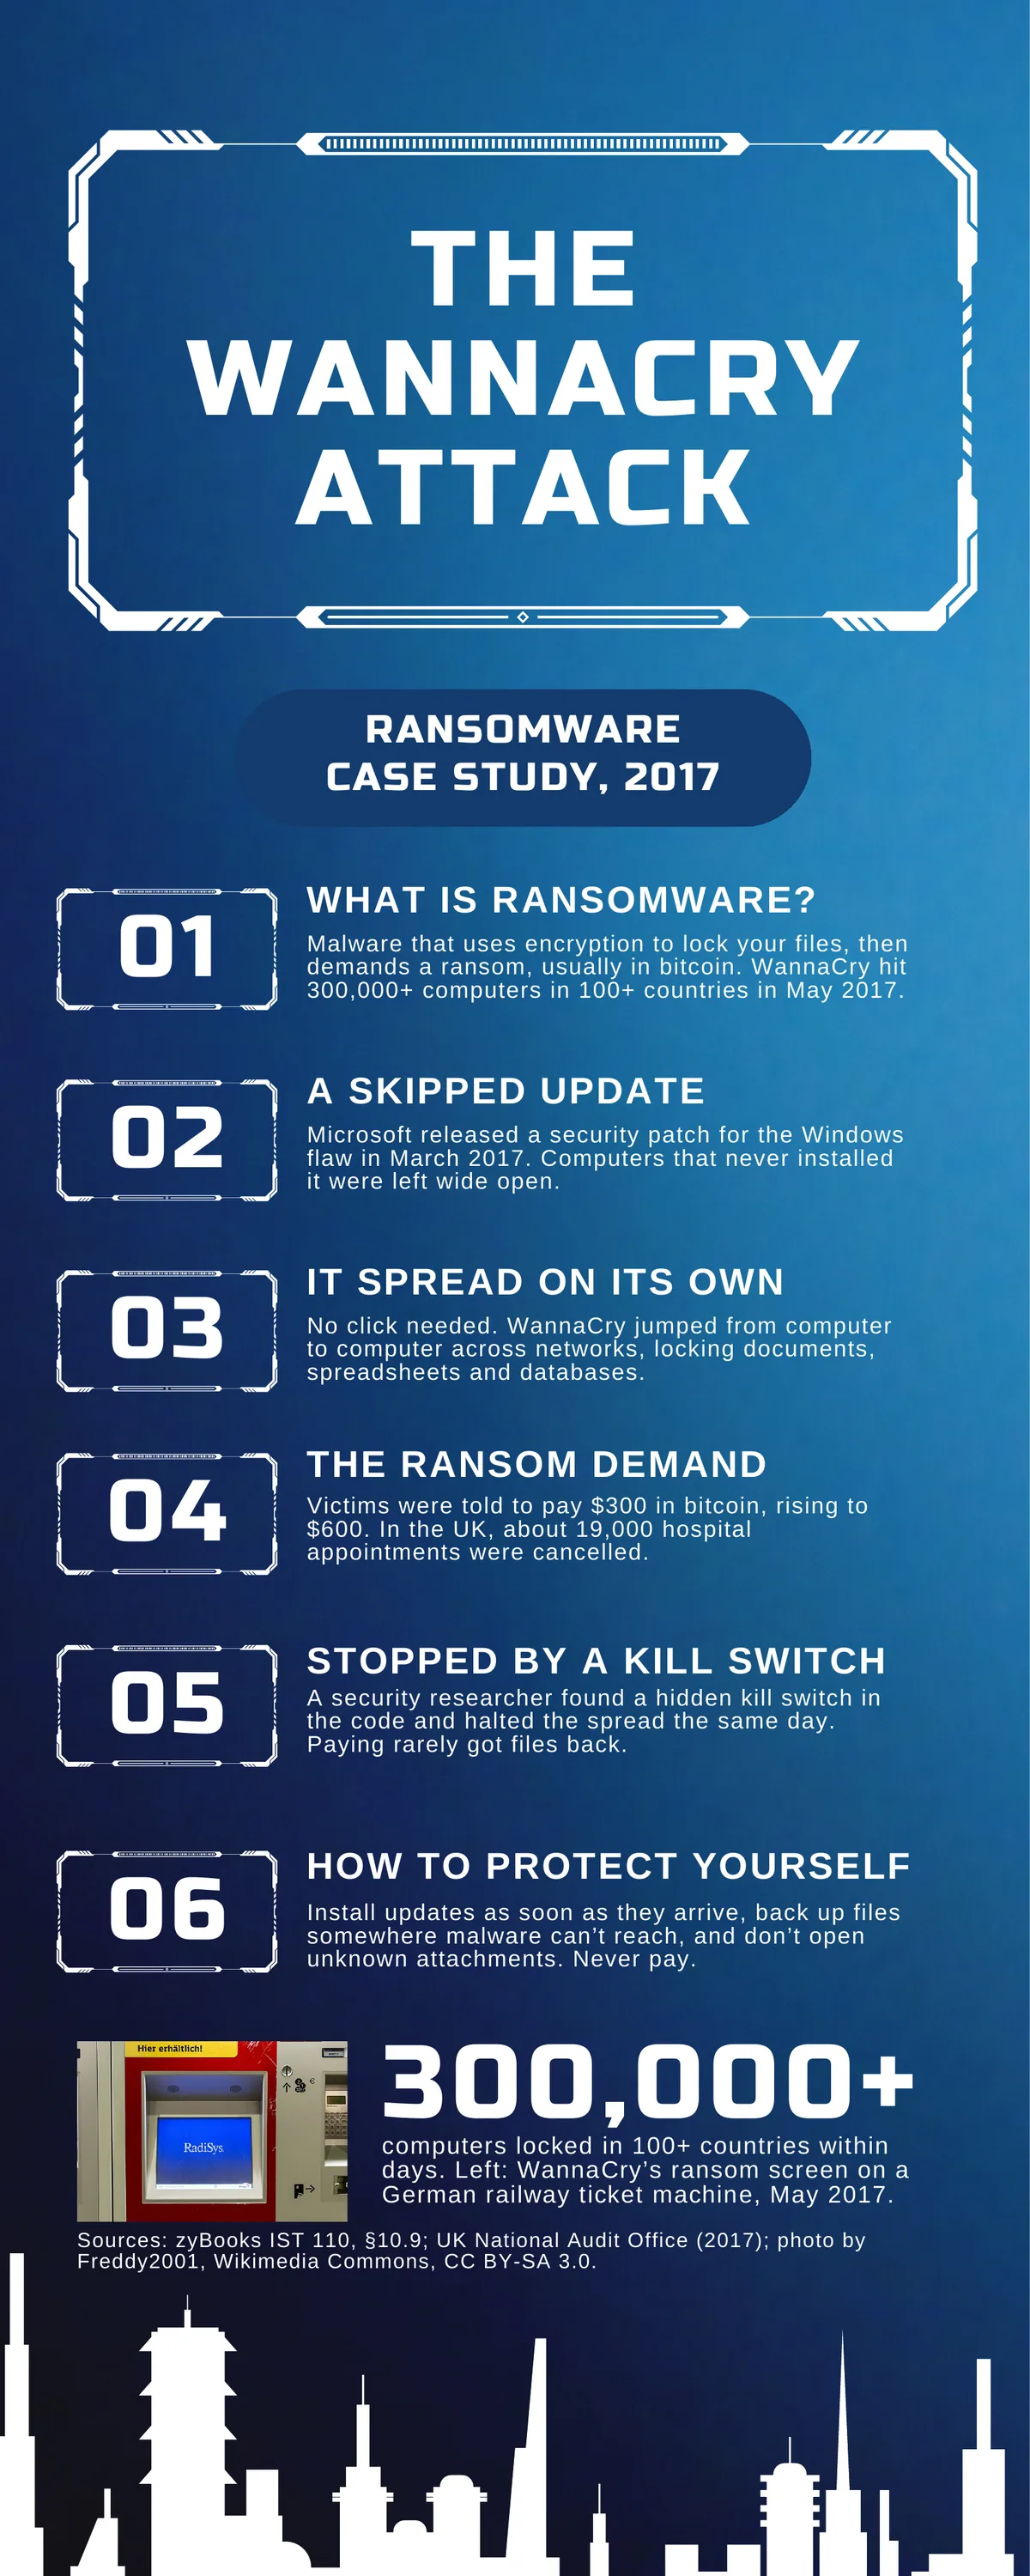 THE
WANNACRY
ATTACK
RANSOMWARE
CASE STUDY, 2017
01
WHAT IS RANSOMWARE?
Malware that uses encryption to lock your files, then
demands a ransom, usually in bitcoin. WannaCry hit
300,000+ computers in 100+ countries in May 2017.
02
A SKIPPED UPDATE
Microsoft released a security patch for the Windows
flaw in March 2017. Computers that never installed
it were left wide open.
03
IT SPREAD ON ITS OWN
No click needed. WannaCry jumped from computer
to computer across networks, locking documents,
spreadsheets and databases.
04
THE RANSOM DEMAND
Victims were told to pay $300 in bitcoin, rising to
$600. In the UK, about 19,000 hospital
appointments were cancelled.
05
STOPPED BY A KILL SWITCH
A security researcher found a hidden kill switch in
the code and halted the spread the same day.
Paying rarely got files back.
06
HOW TO PROTECT YOURSELF
Install updates as soon as they arrive, back up files
somewhere malware can’t reach, and don’t open
unknown attachments. Never pay.
Hier erhältlich!
RadiSys.
300,000+
computers locked in 100+ countries within
days. Left: WannaCry’s ransom screen on a
German railway ticket machine, May 2017.
Sources: zyBooks IST 110, §10.9; UK National Audit Office (2017); photo by
Freddy2001, Wikimedia Commons, CC BY-SA 3.0.